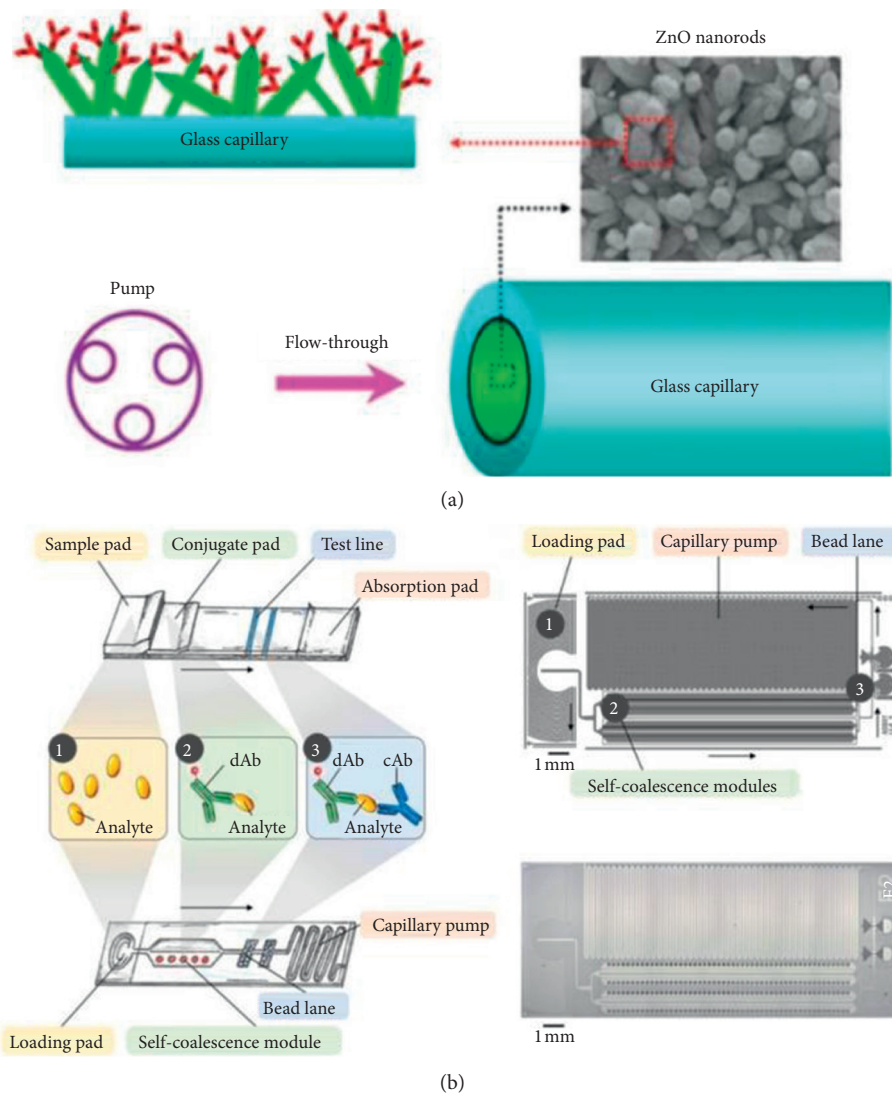 ZnO nanorods
Glass capillary
Pump
Flow-through
Glass capillary
(a)
Sample pad
Conjugate pad
Test line
Absorption pad
1
2
3
Analyte
dAb
Analyte
dAb
cAb
Analyte
Capillary pump
Bead lane
Loading pad
Self-coalescence module
Loading pad
Capillary pump
Bead lane
1
2
3
1 mm
Self-coalescence modules
1 mm
(b)